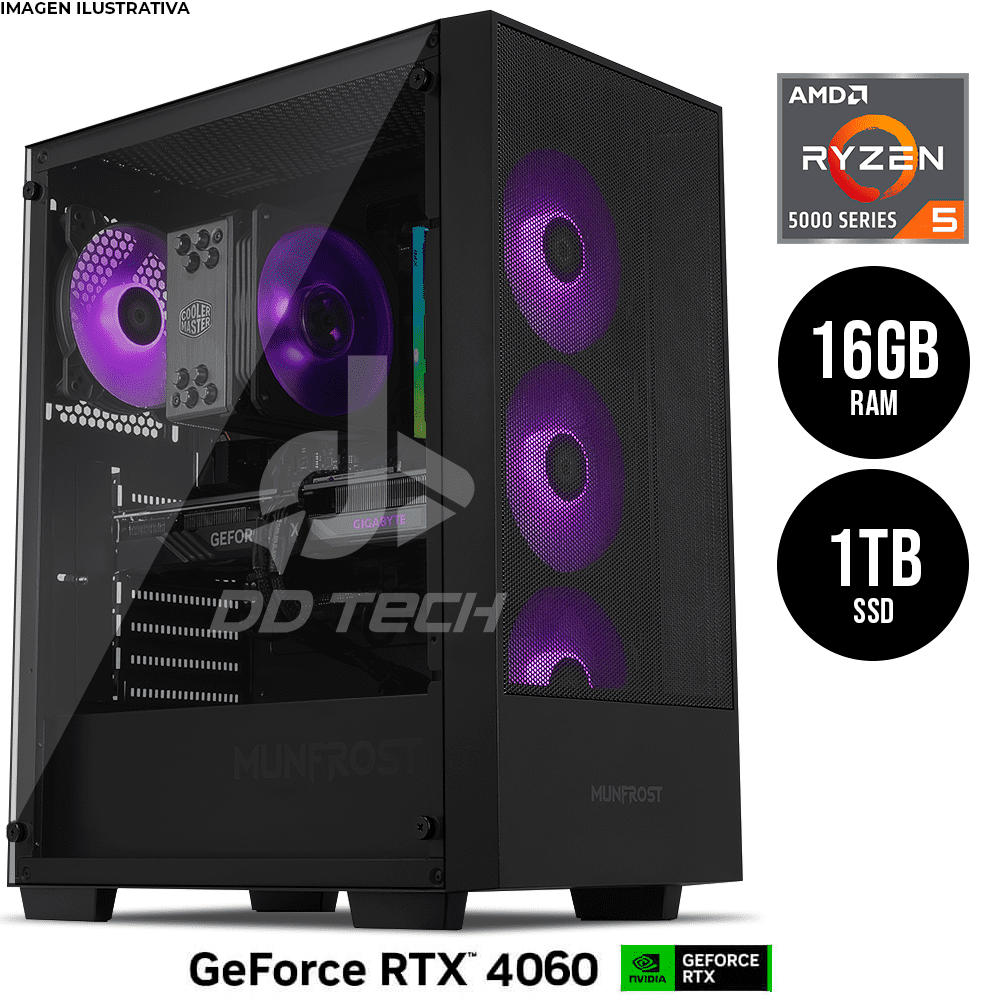 IMAGEN ILUSTRATIVA
AMD
RYZEN
5000 SERIES 5
16GB
RAM
1TB
SSD
COOLER
MASTER
GEFOR X
GIGABYTE
DD TECH
MUNFROST
MUNFROST
GeForce RTX™ 4060
NVIDIA
GEFORCE
RTX